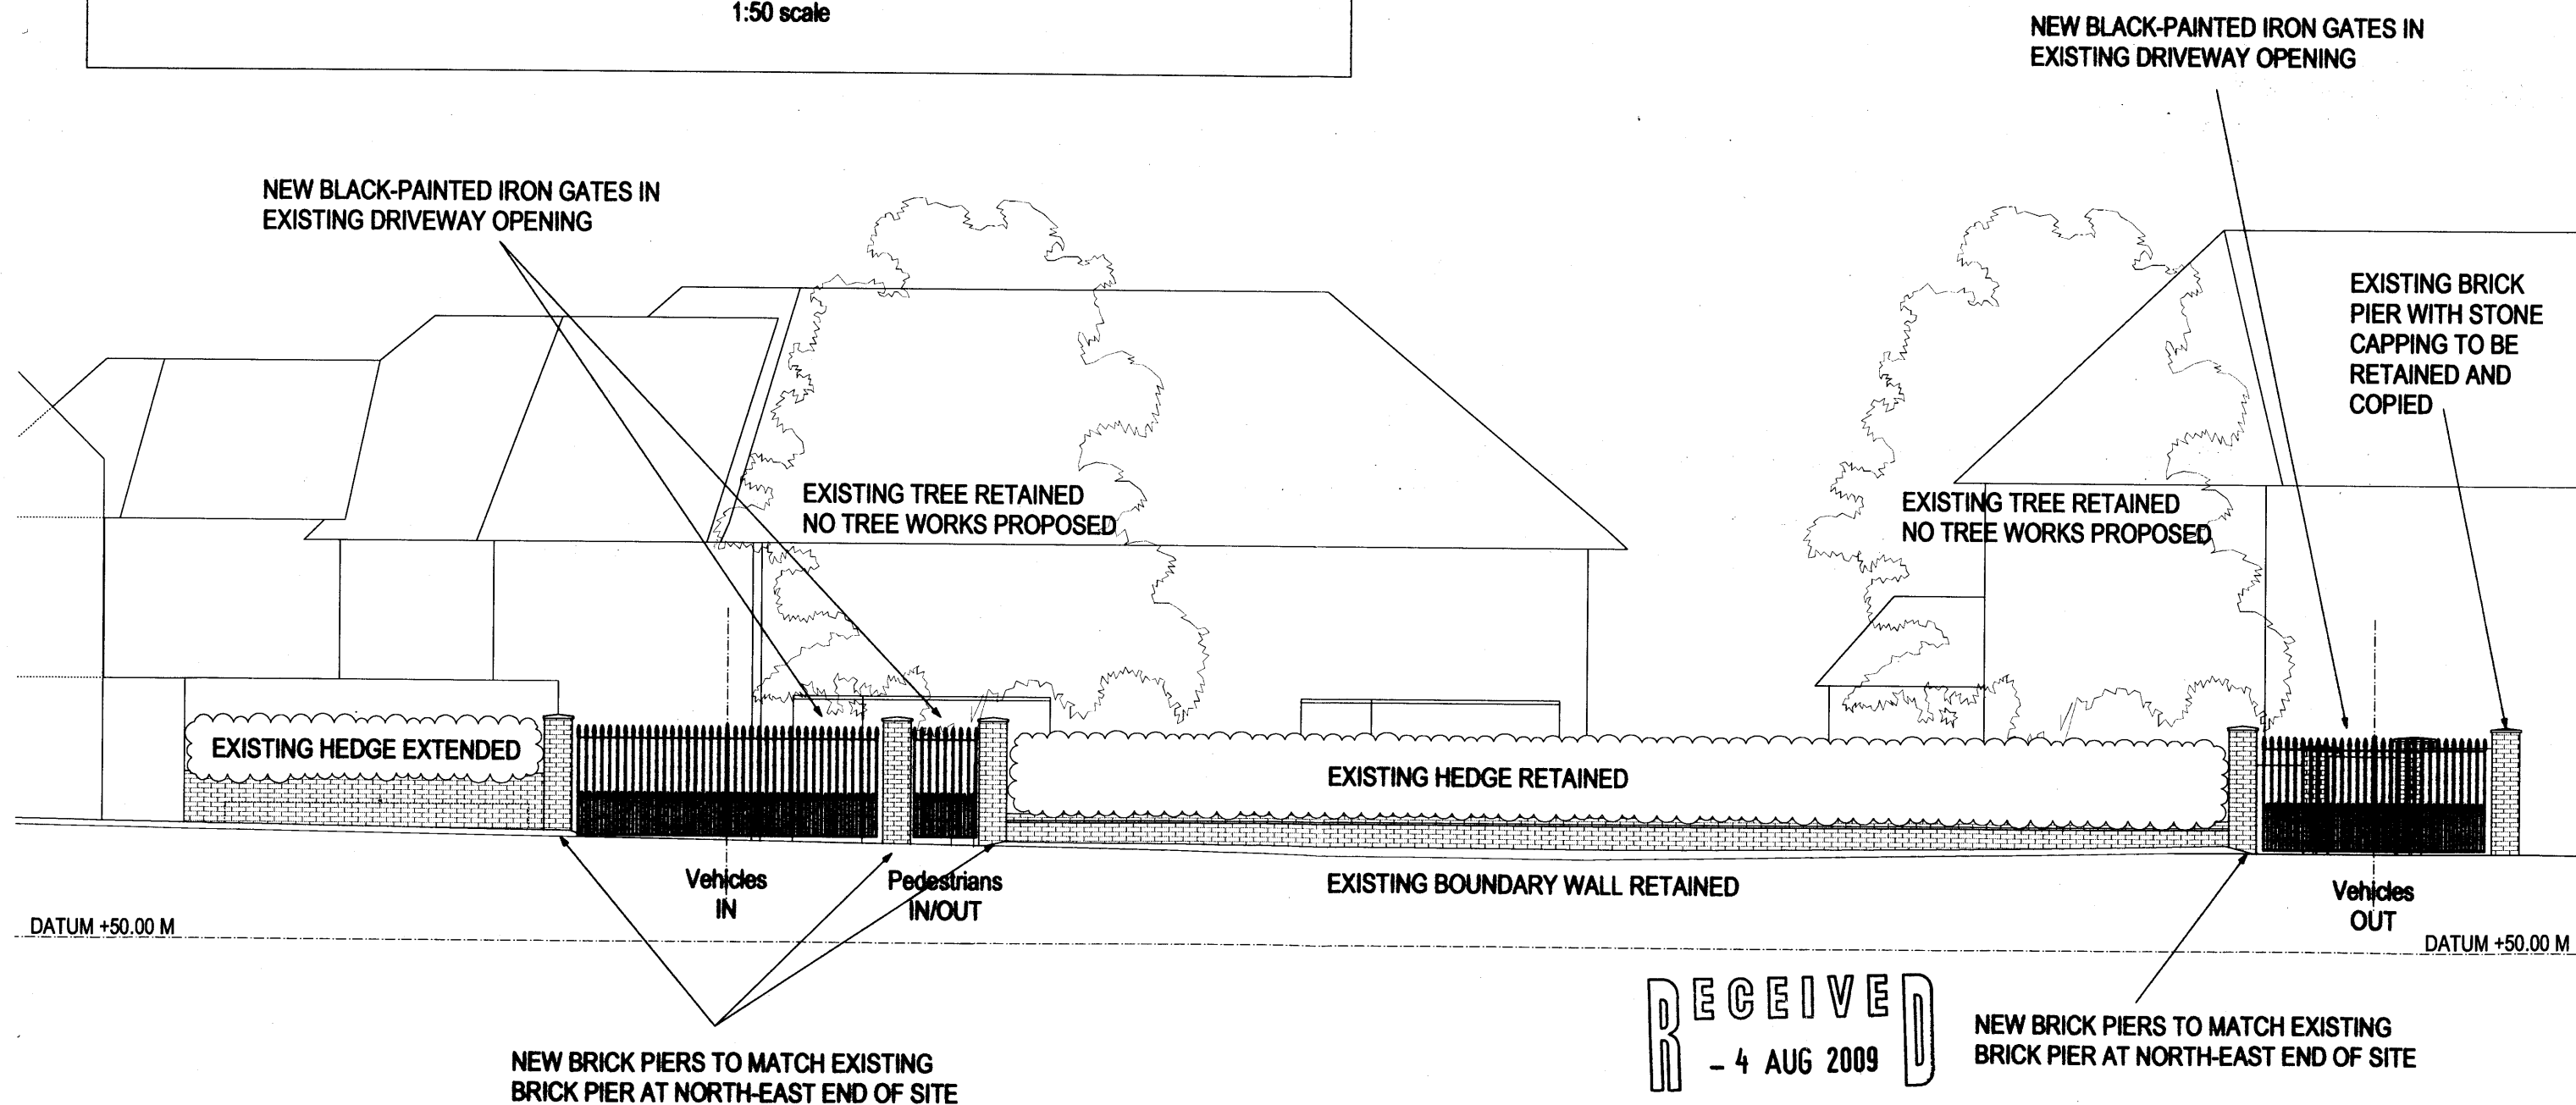 1:50 scale
NEW BLACK-PAINTED IRON GATES IN
EXISTING DRIVEWAY OPENING
NEW BLACK-PAINTED IRON GATES IN
EXISTING DRIVEWAY OPENING
EXISTING BRICK
PIER WITH STONE
CAPPING TO BE
RETAINED AND
COPIED
EXISTING TREE RETAINED
NO TREE WORKS PROPOSED
EXISTING TREE RETAINED
NO TREE WORKS PROPOSED
EXISTING HEDGE EXTENDED
EXISTING HEDGE RETAINED
Vehicles
IN
Pedestrians
IN/OUT
EXISTING BOUNDARY WALL RETAINED
Vehicles
OUT
DATUM +50.00 M
DATUM +50.00 M
RECEIVED
- 4 AUG 2009
NEW BRICK PIERS TO MATCH EXISTING
BRICK PIER AT NORTH-EAST END OF SITE
NEW BRICK PIERS TO MATCH EXISTING
BRICK PIER AT NORTH-EAST END OF SITE